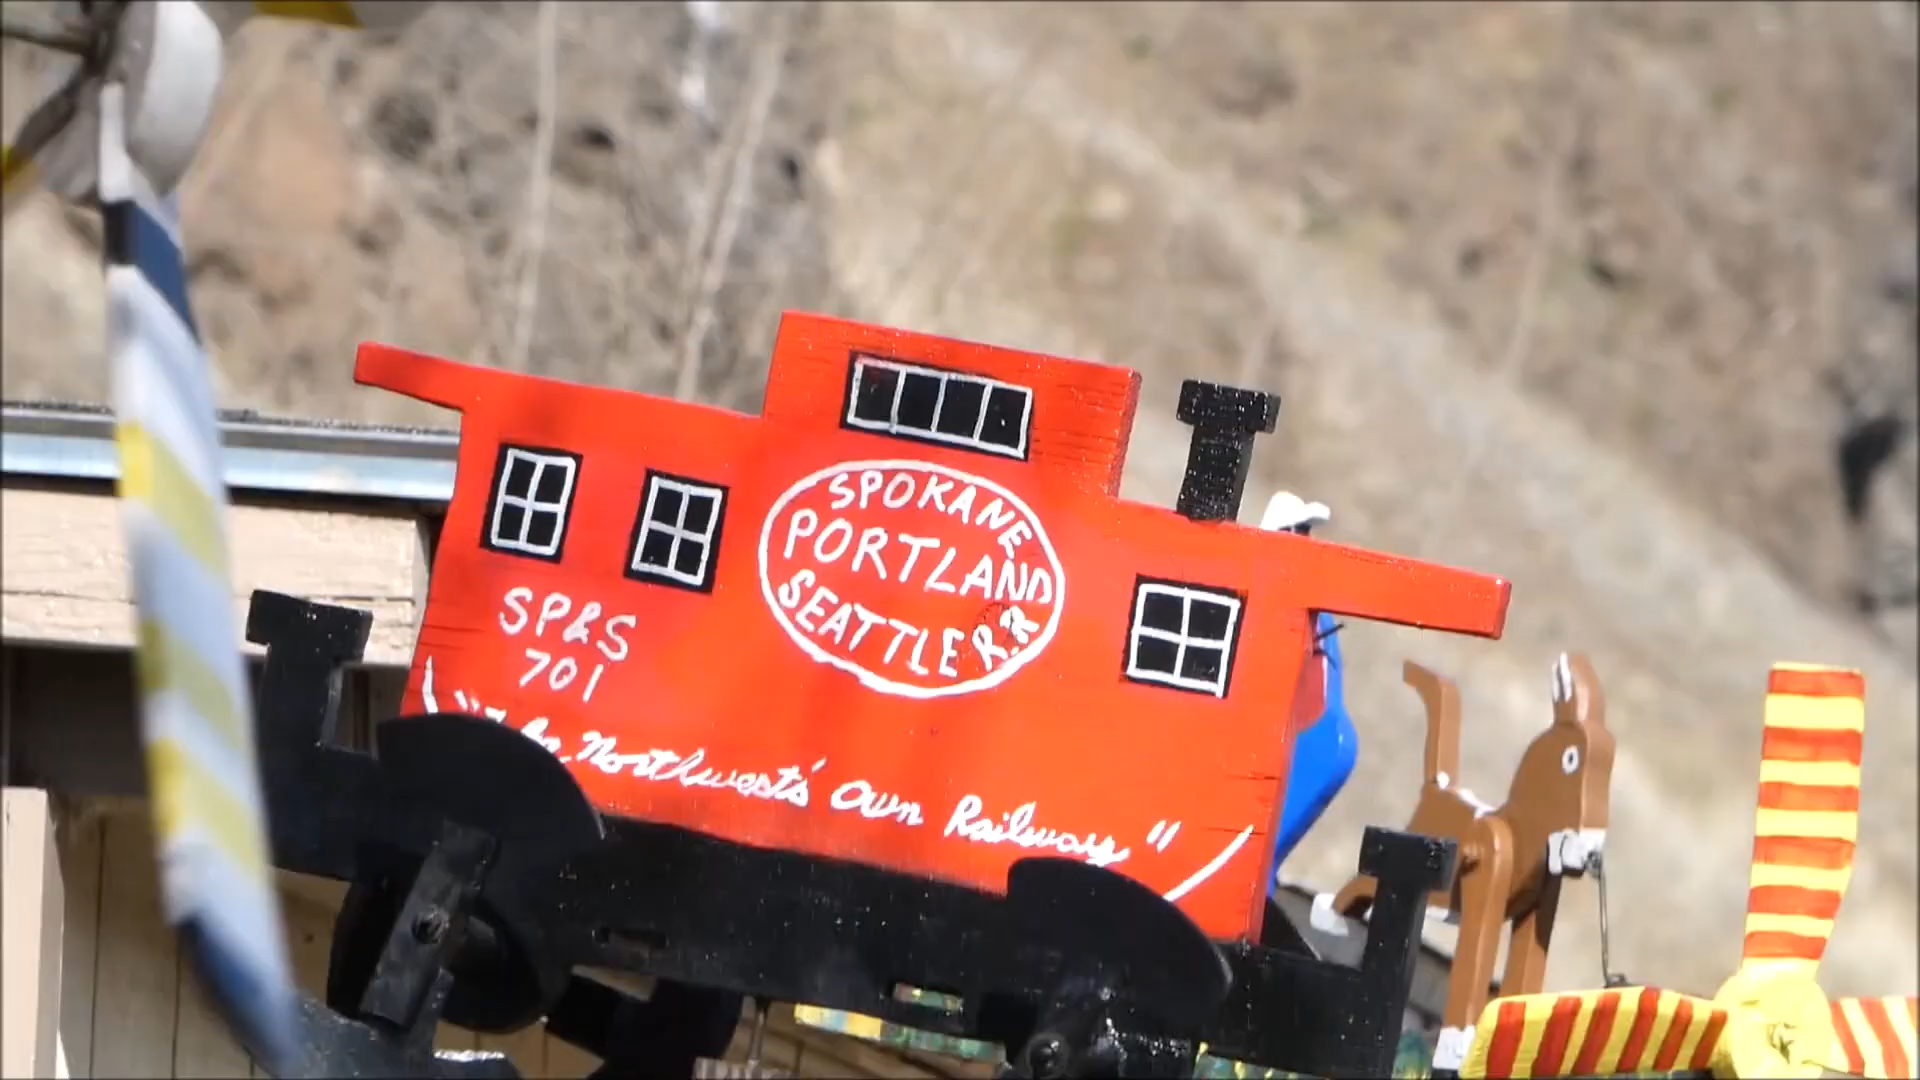 SPOKANE
PORTLAND
SEATTLE R.R
SP&S
701
"The Northwest's Own Railway"